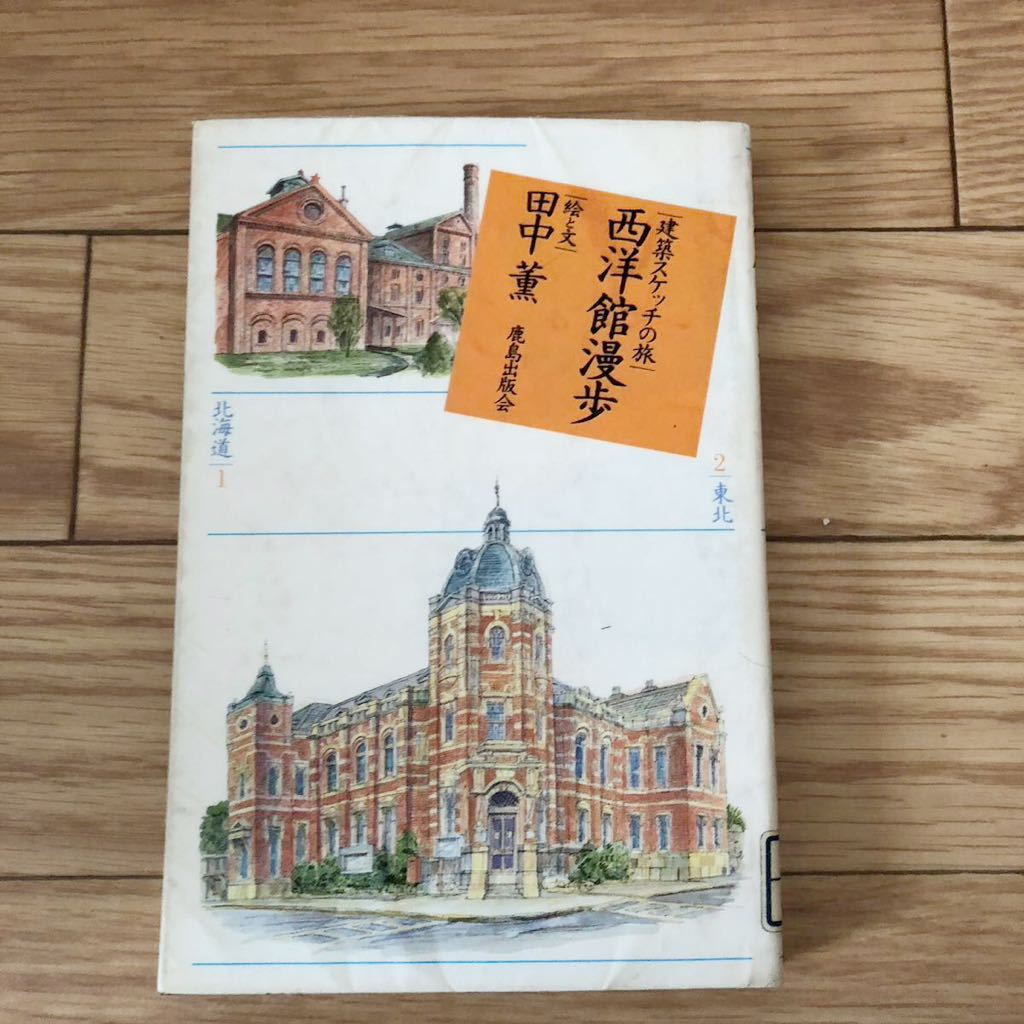 建築スケッチの旅
西洋館漫歩
絵と文
田中薫
鹿島出版会
北海道 1
2 東北